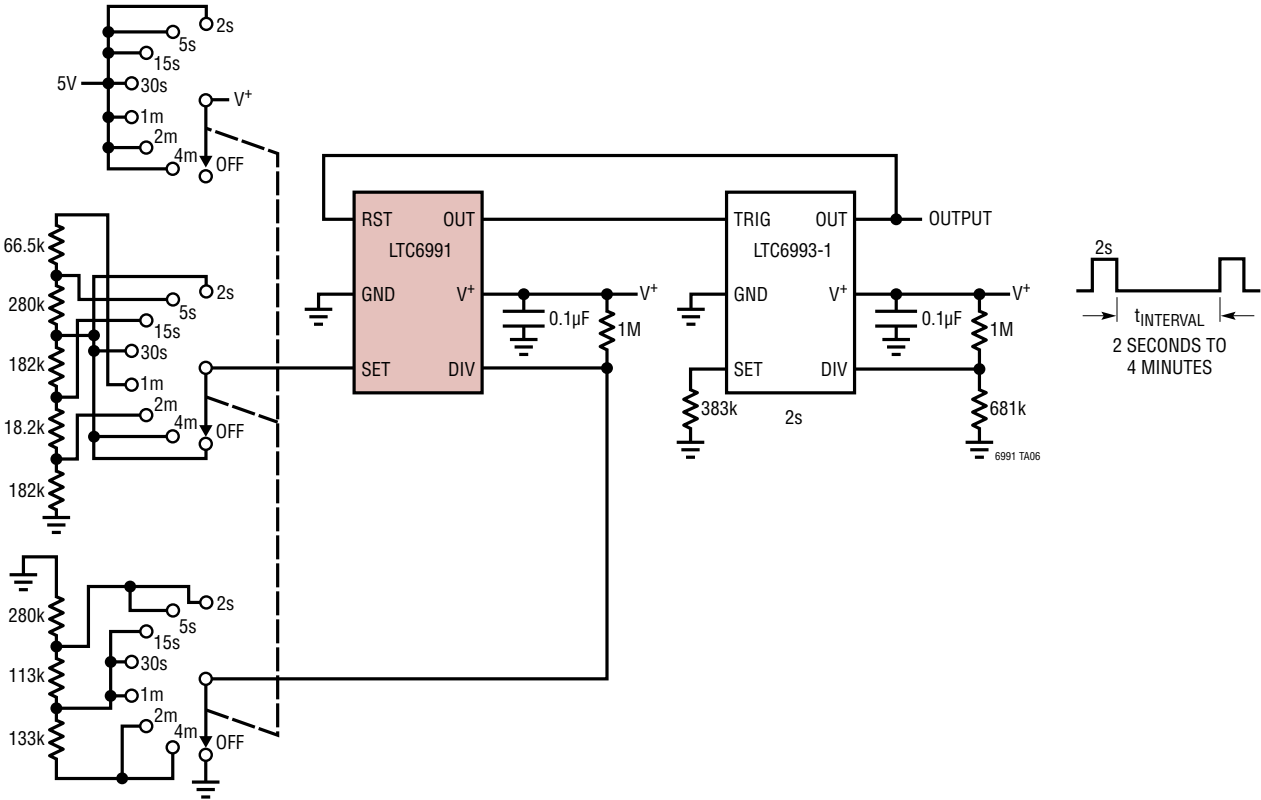 2s
5s
15s
5V
30s
V+
1m
2m
4m
OFF
66.5k
280k
182k
18.2k
182k
2s
5s
15s
30s
1m
2m
4m
OFF
280k
113k
133k
2s
5s
15s
30s
1m
2m
4m
OFF
RST
OUT
LTC6991
GND
V+
SET
DIV
0.1µF
1M
V+
TRIG
OUT
LTC6993-1
GND
V+
SET
DIV
OUTPUT
0.1µF
1M
V+
383k
2s
681k
6991 TA06
2s
tINTERVAL
2 SECONDS TO
4 MINUTES